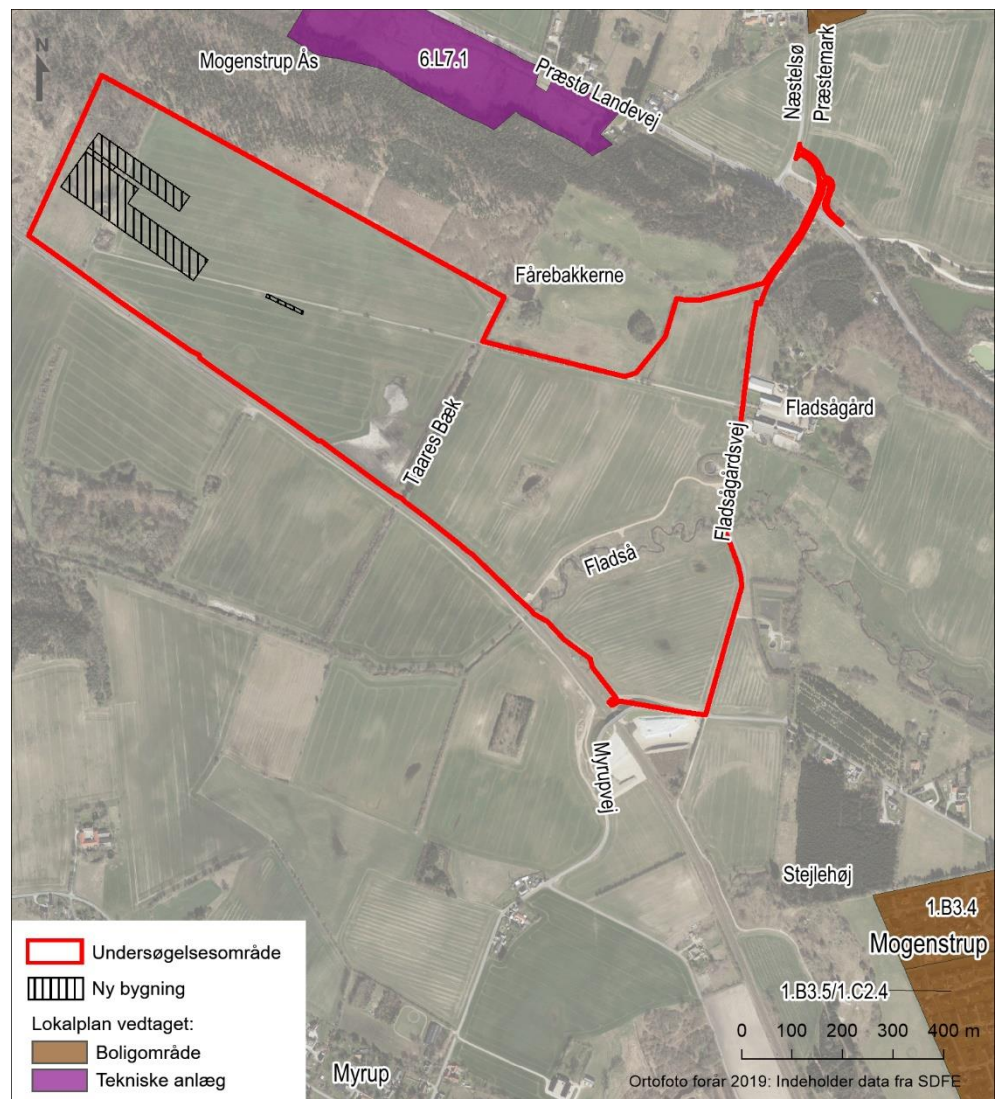 N
Mogenstrup Ås
6.L7.1
Præstø Landevej
Næstelsø
Præstemark
Fårebakkerne
Taares Bæk
Fladsågård
Fladsågårdsvej
Fladså
Myrupvej
Stejlehøj
1.B3.4
Mogenstrup
1.B3.5/1.C2.4
Undersøgelsesområde
Ny bygning
Lokalplan vedtaget:
Boligområde
Tekniske anlæg
Myrup
0 100 200 300 400 m
Ortofoto forår 2019: Indeholder data fra SDFE